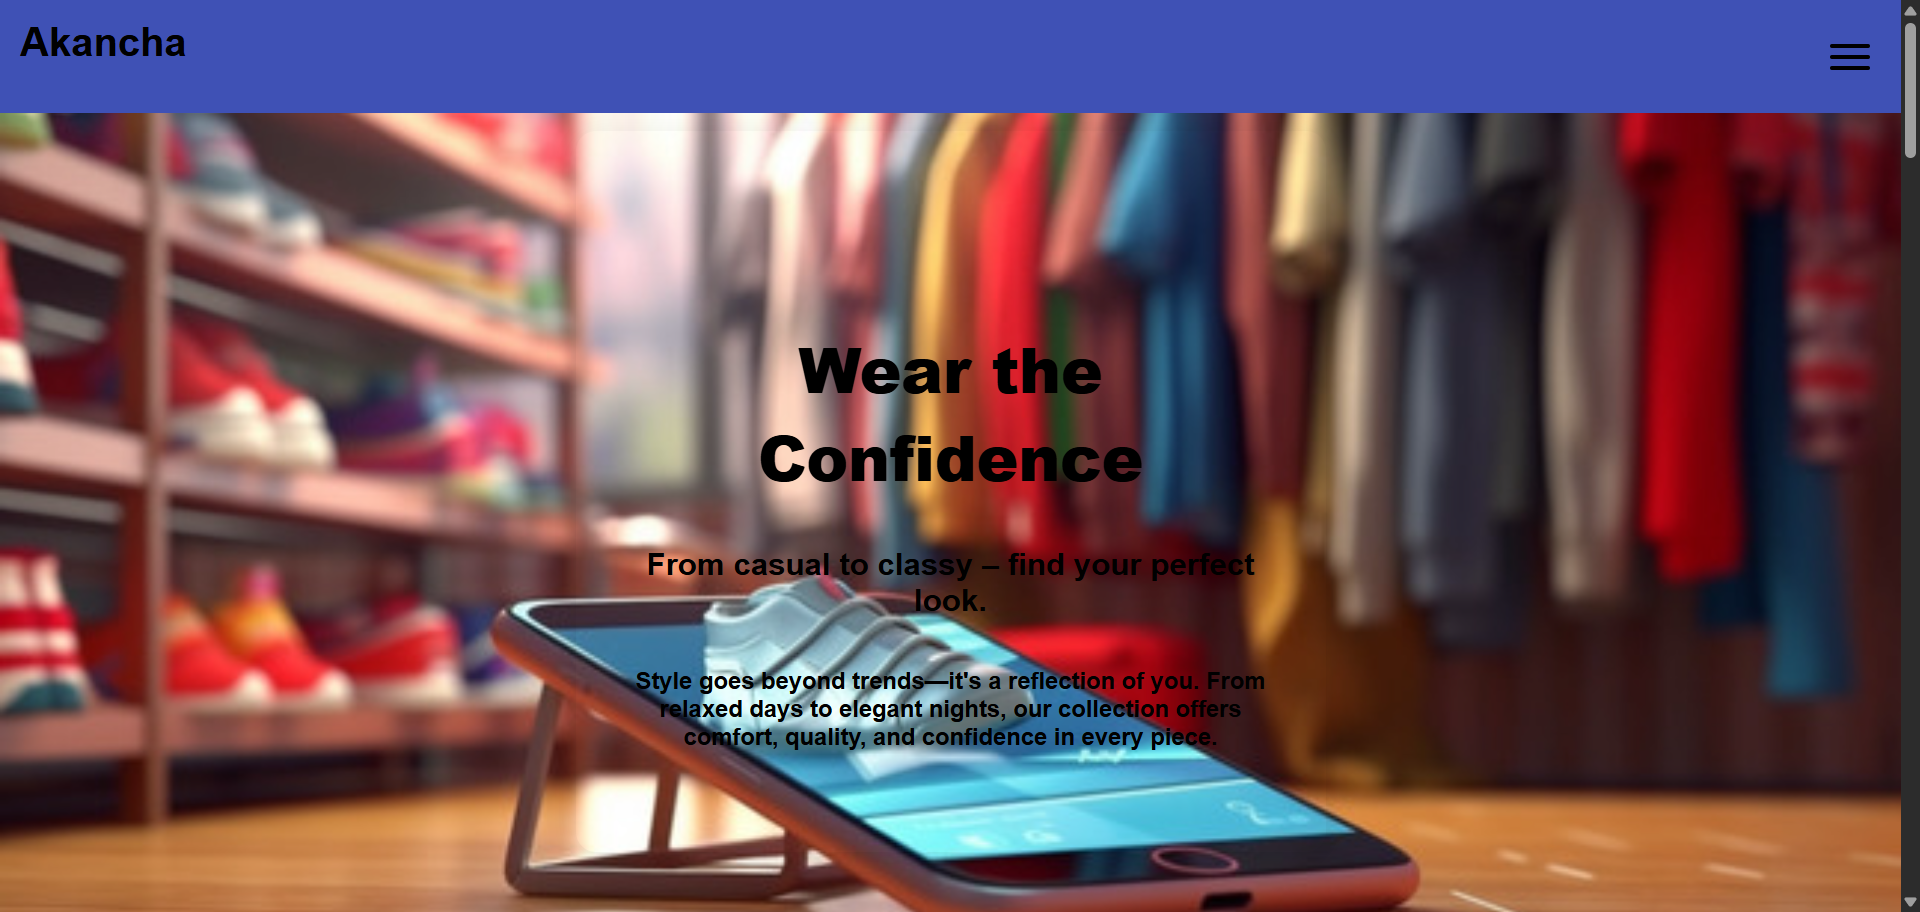 Akancha
Wear the
Confidence
From casual to classy – find your perfect
look.
Style goes beyond trends—it's a reflection of you. From
relaxed days to elegant nights, our collection offers
comfort, quality, and confidence in every piece.